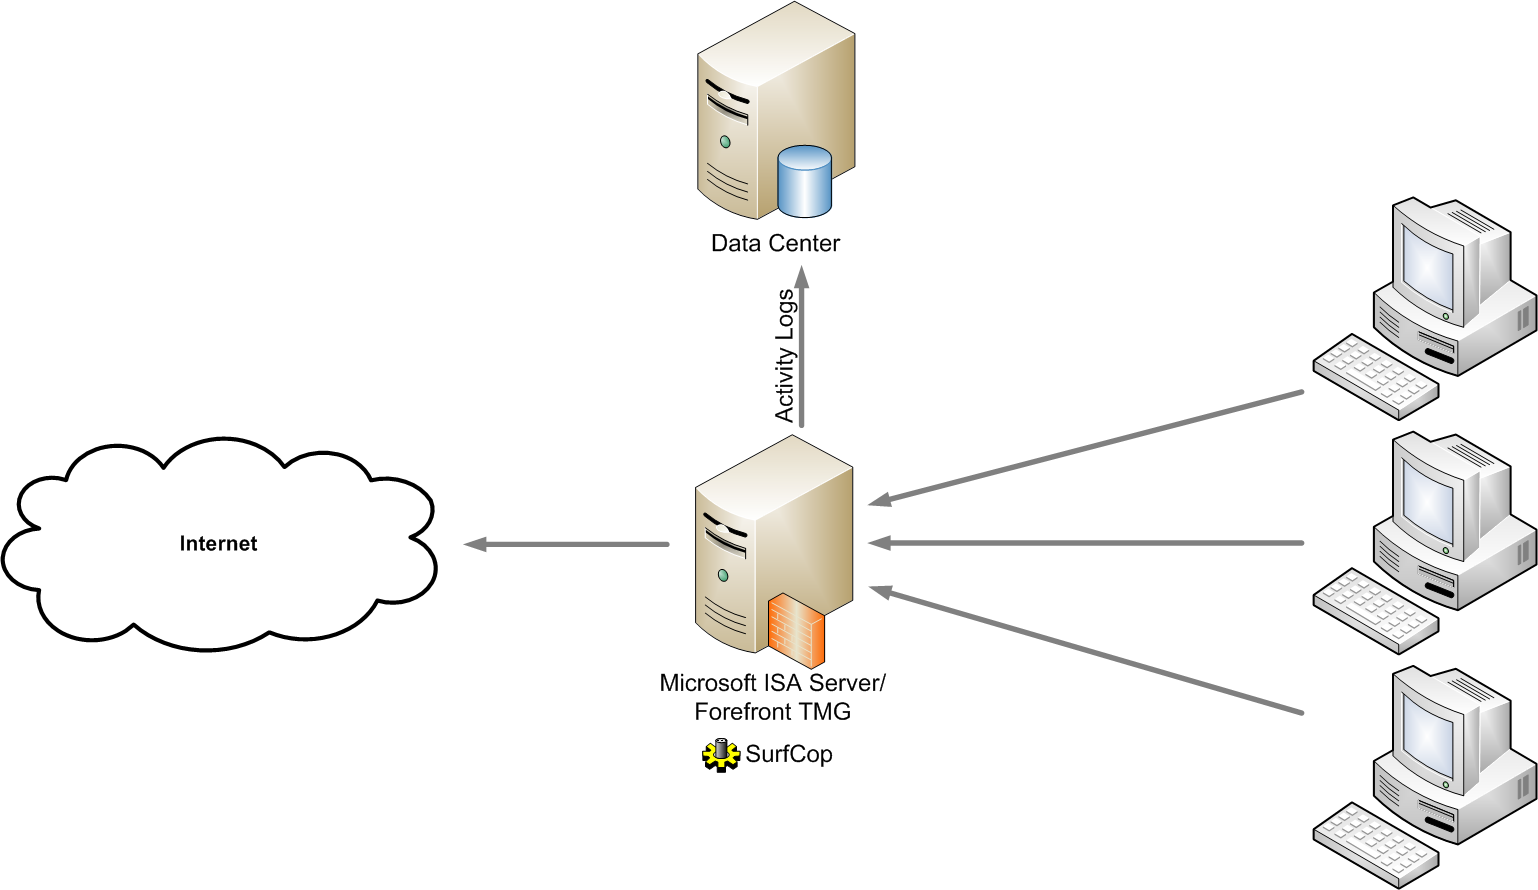 Data Center
Activity Logs
Internet
Microsoft ISA Server/
Forefront TMG
SurfCop